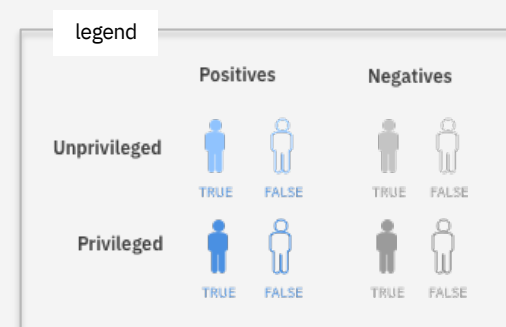 legend
Positives Negatives
Unprivileged
TRUE FALSE TRUE FALSE
Privileged
TRUE FALSE TRUE FALSE